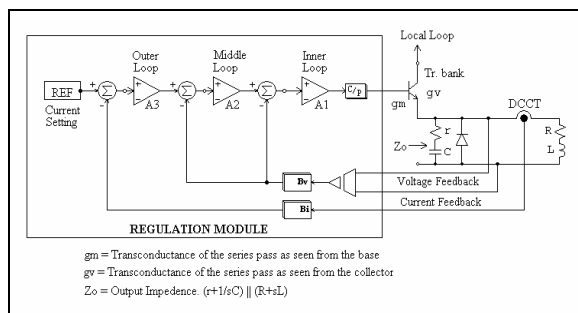 Local Loop
Outer Loop
Middle Loop
Inner Loop
Tr. bank
REF
Current Setting
+
-
Σ
+
-
A3
+
-
Σ
+
-
A2
+
-
Σ
+
-
A1
C/p
gm
gv
DCCT
Zo
r
C
R
L
Bv
Voltage Feedback
Bi
Current Feedback
REGULATION MODULE
gm = Transconductance of the series pass as seen from the base
gv = Transconductance of the series pass as seen from the collector
Zo = Output Impedence. (r+1/sC) || (R+sL)